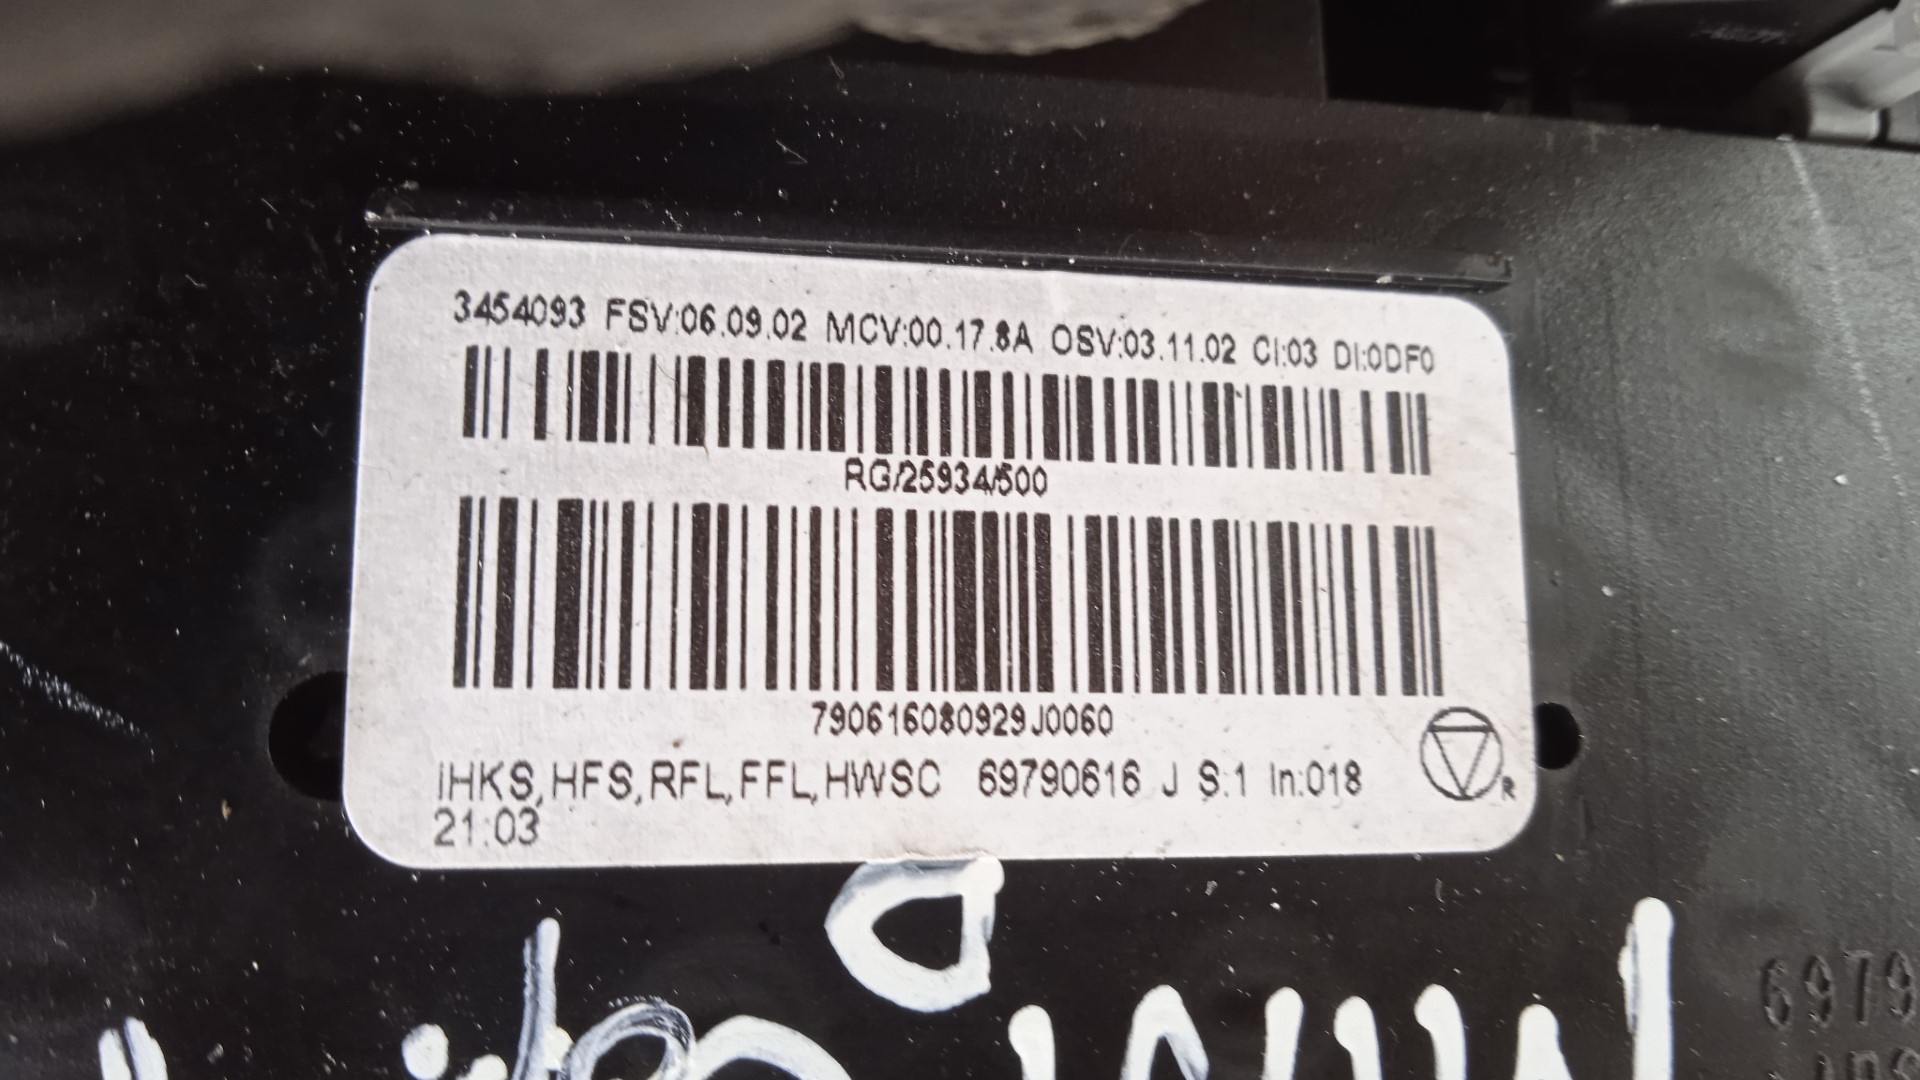 3454093 FSV:06.09.02 MCV:00.17.8A OSV:03.11.02 CI:03 DI:0DF0
RG/25934/500
790616080929J0060
IHKS,HFS,RFL,FFL,HWSC 69790616 J S:1 In:018
R
21:03
6979